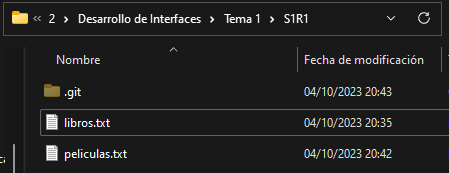 2 > Desarrollo de Interfaces > Tema 1 > S1R1
Nombre Fecha de modificación
.git 04/10/2023 20:43
libros.txt 04/10/2023 20:35
peliculas.txt 04/10/2023 20:42